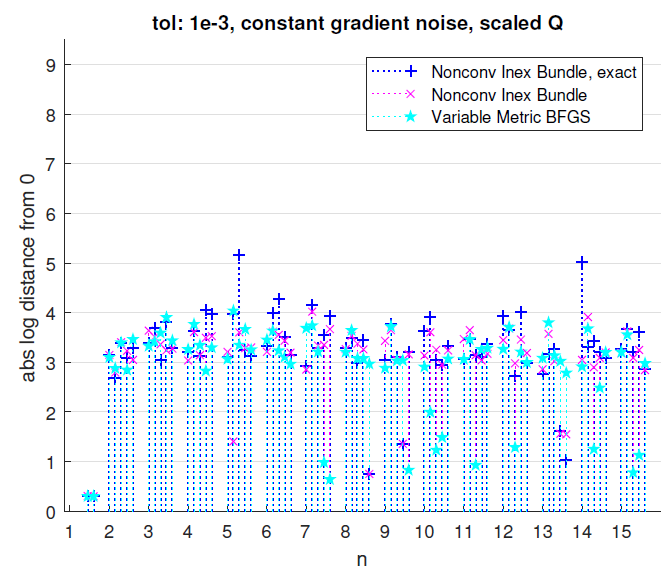 tol: 1e-3, constant gradient noise, scaled Q
Nonconv Inex Bundle, exact
Nonconv Inex Bundle
Variable Metric BFGS
abs log distance from 0
9
8
7
6
5
4
3
2
1
0
1 2 3 4 5 6 7 8 9 10 11 12 13 14 15
n